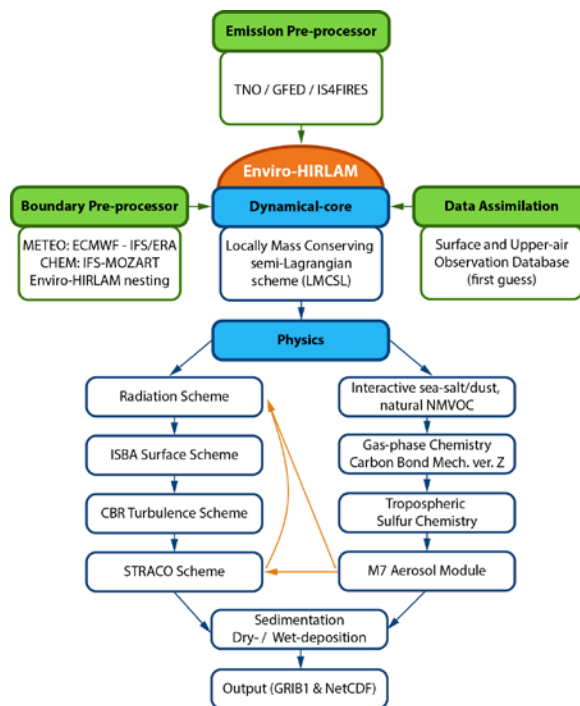 Emission Pre-processor
TNO / GFED / IS4FIRES
Enviro-HIRLAM
Boundary Pre-processor
METEO: ECMWF - IFS/ERA
CHEM: IFS-MOZART
Enviro-HIRLAM nesting
Dynamical-core
Locally Mass Conserving
semi-Lagrangian
scheme (LMCSL)
Data Assimilation
Surface and Upper-air
Observation Database
(first guess)
Physics
Radiation Scheme
ISBA Surface Scheme
CBR Turbulence Scheme
STRACO Scheme
Interactive sea-salt/dust,
natural NMVOC
Gas-phase Chemistry
Carbon Bond Mech. ver. Z
Tropospheric
Sulfur Chemistry
M7 Aerosol Module
Sedimentation
Dry- / Wet-deposition
Output (GRIB1 & NetCDF)